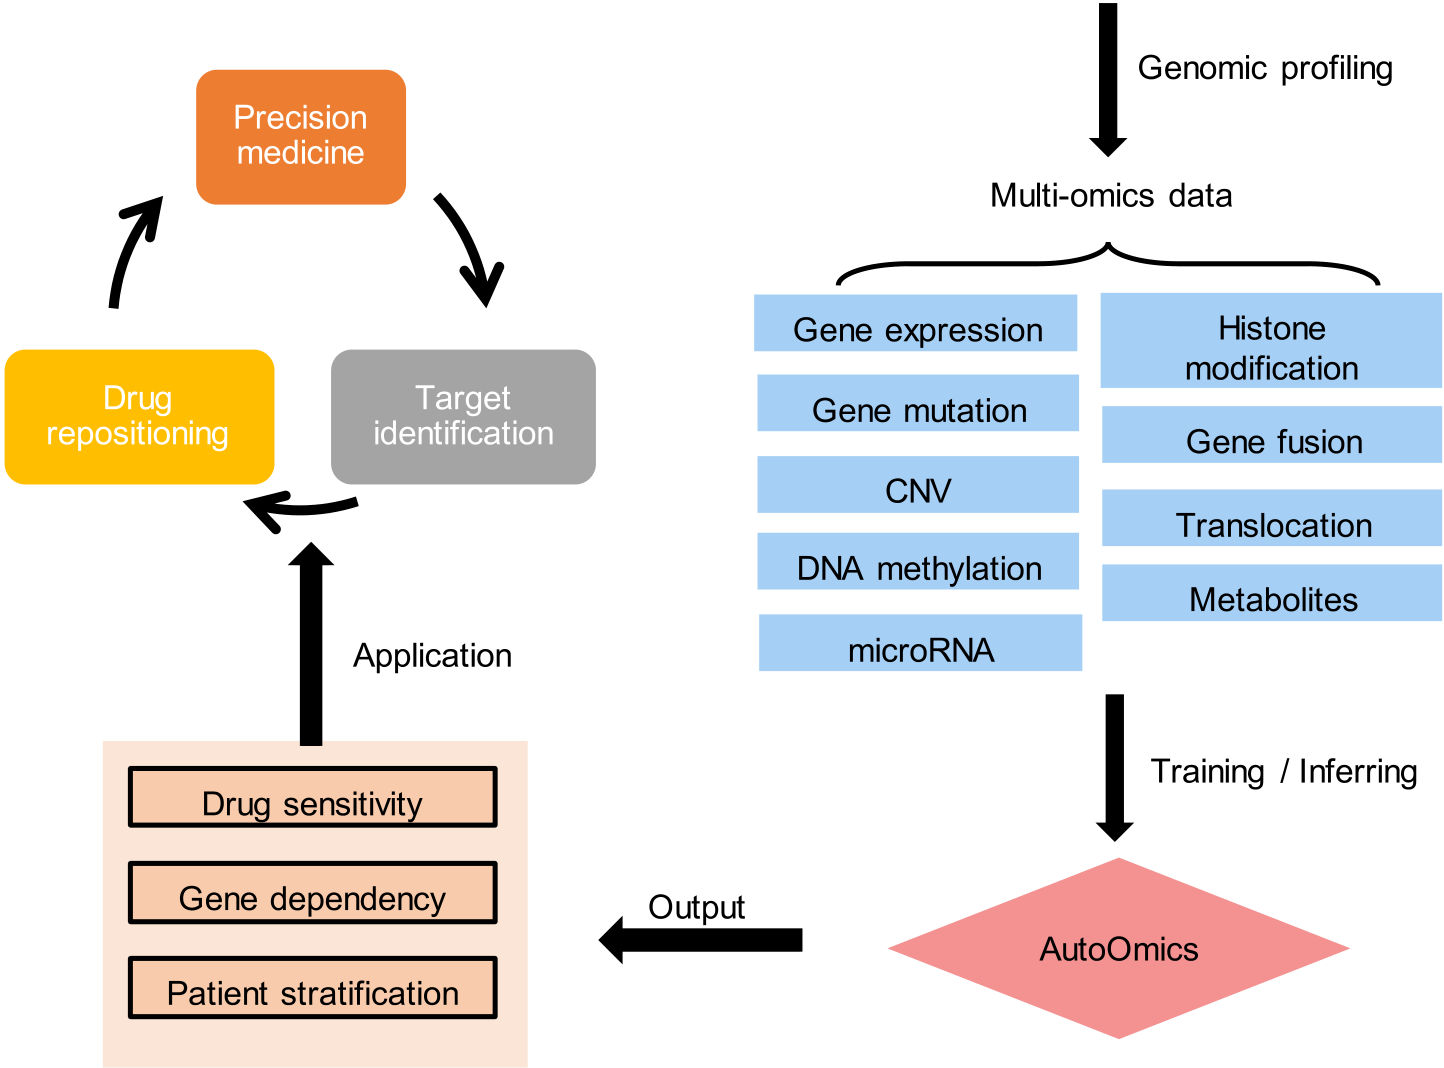 Genomic profiling
Multi-omics data
Gene expression
Gene mutation
CNV
DNA methylation
microRNA
Histone
modification
Gene fusion
Translocation
Metabolites
Training / Inferring
AutoOmics
Output
Drug sensitivity
Gene dependency
Patient stratification
Application
Precision
medicine
Target
identification
Drug
repositioning